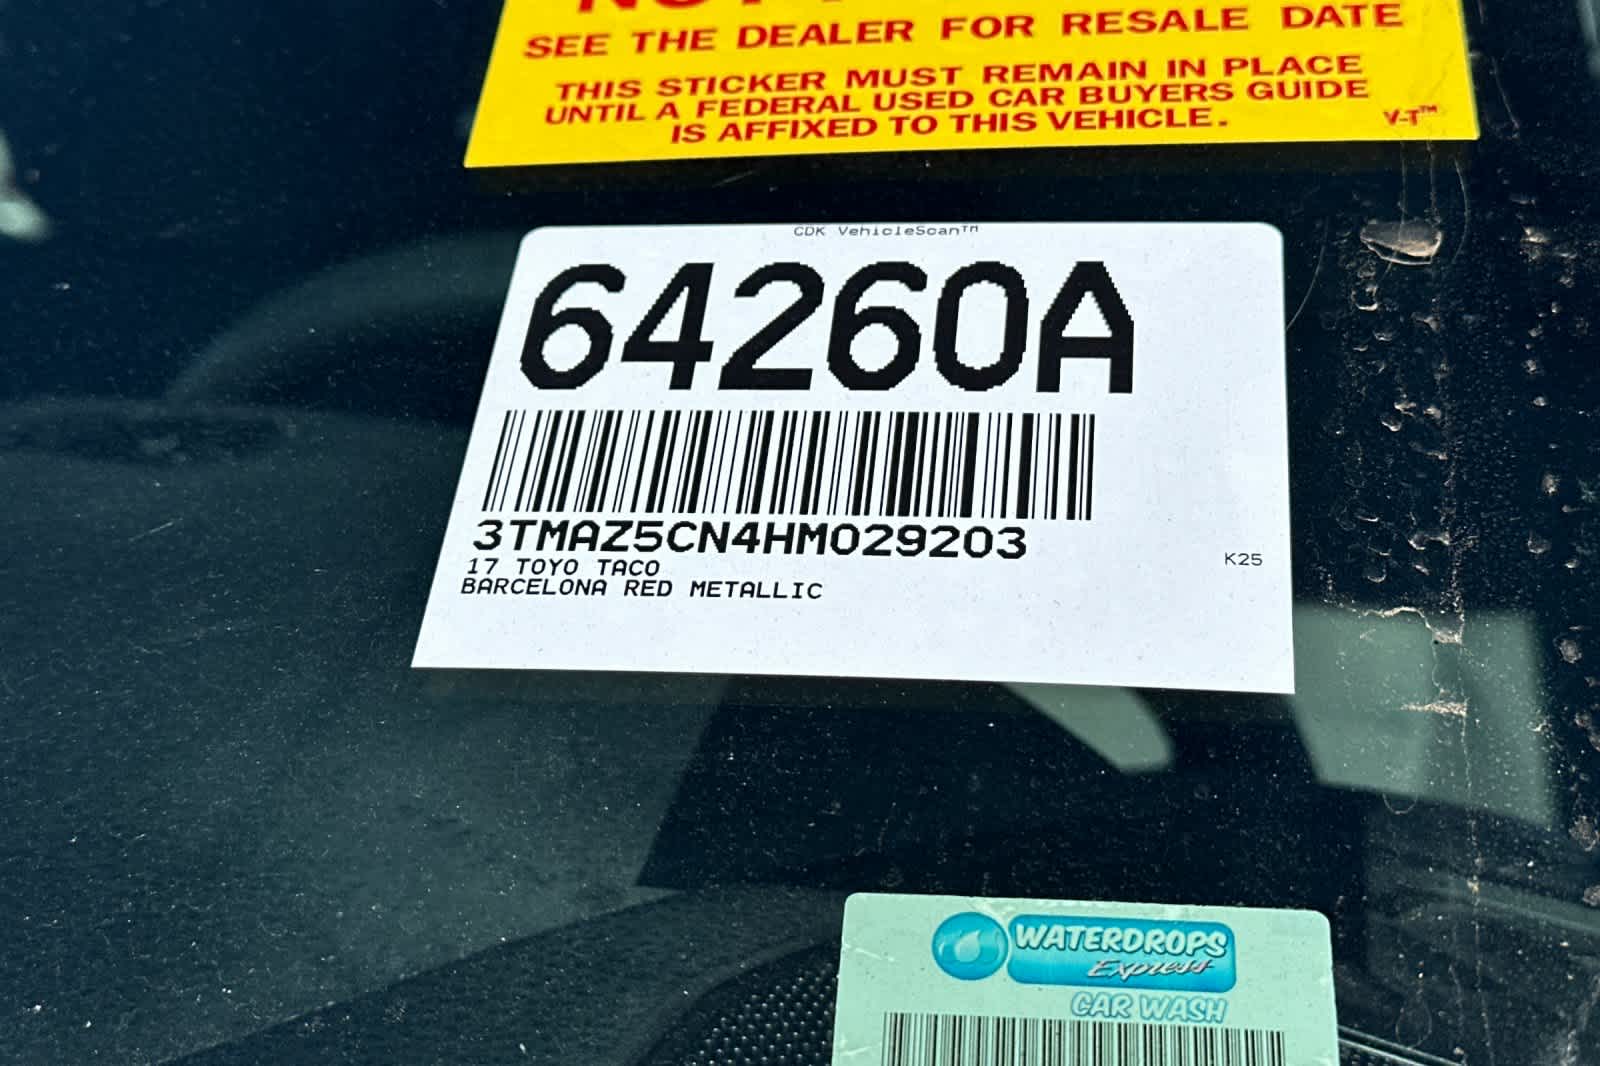 SEE THE DEALER FOR RESALE DATE
THIS STICKER MUST REMAIN IN PLACE
UNTIL A FEDERAL USED CAR BUYERS GUIDE
IS AFFIXED TO THIS VEHICLE.
V-T™
CDK VehicleScan™
64260A
3TMAZ5CN4HM029203
17 TOYO TACO
K25
BARCELONA RED METALLIC
WATERDROPS
Express
CAR WASH